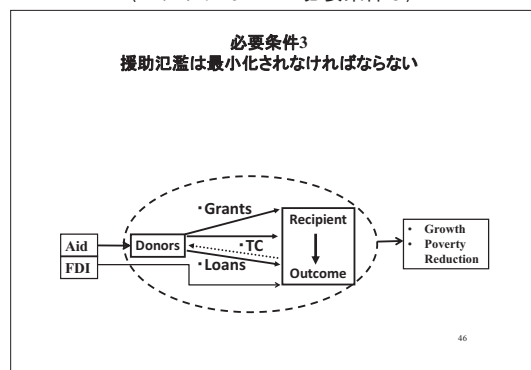 必要条件3
援助氾濫は最小化されなければならない
・Grants
Recipient
Aid
Donors
・TC
FDI
・Loans
Outcome
• Growth
• Poverty
Reduction
46